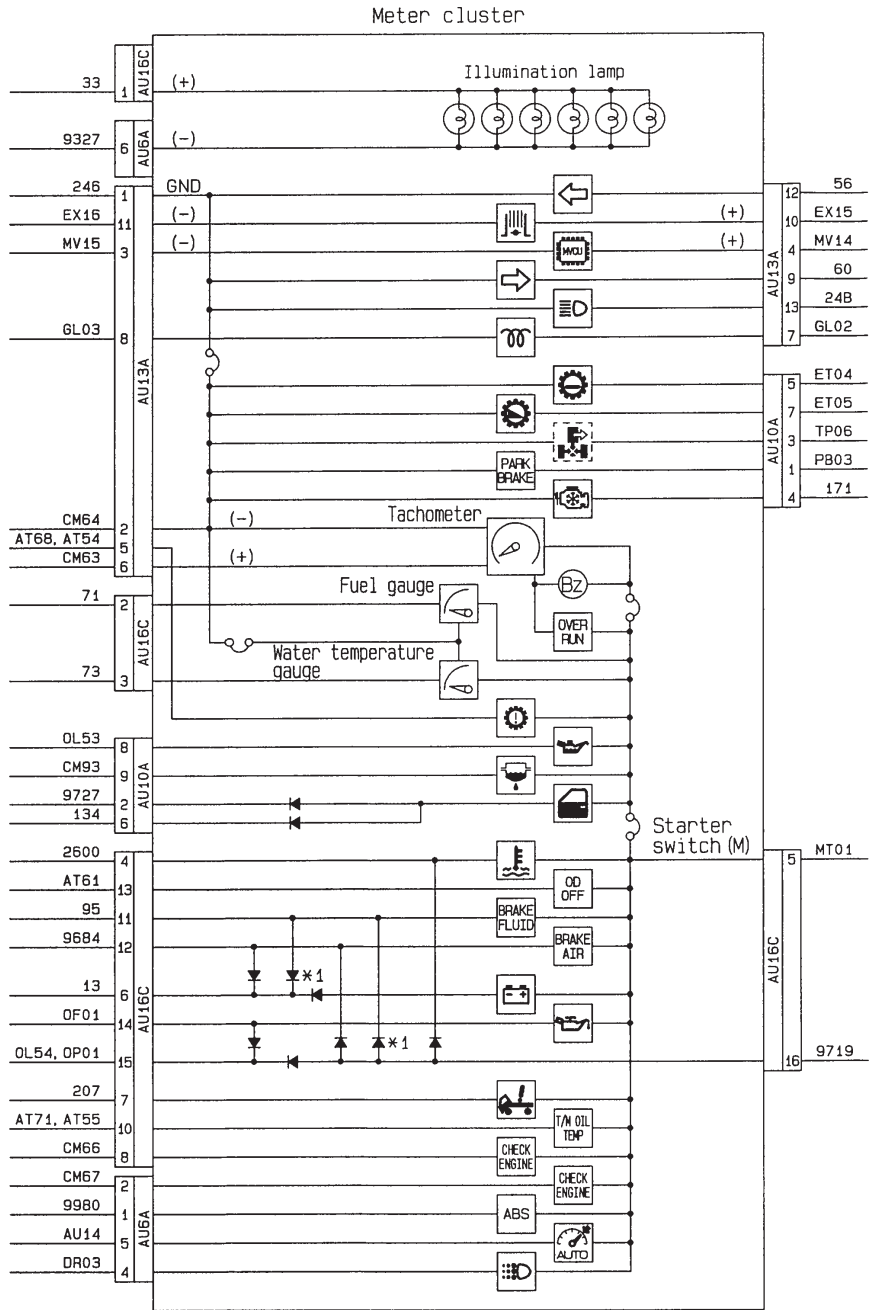 Meter cluster
33 1 AU16C (+) Illumination lamp
9327 6 AU6A (-)
246 1 GND 12 56
EX16 11 (-) (+) 10 EX15
MV15 3 (-) MVCU (+) 4 MV14
9 60
13 24B
GL03 8 7 GL02
AU13A AU13A
5 ET04
7 ET05
3 TP06
AU10A
PARK BRAKE 1 PB03
4 171
CM64 2 (-) Tachometer
AT68, AT54 5
CM63 6 (+)
Bz
71 2 Fuel gauge
AU16C OVER RUN
Water temperature gauge
73 3
!
OL53 8
CM93 9
AU10A
9727 2
134 6
Starter switch (M)
2600 4 5 MT01
AT61 13 OD OFF
95 11 BRAKE FLUID
9684 12 BRAKE AIR
*1
13 6 - +
AU16C AU16C
OF01 14
*1
OL54, OP01 15 16 9719
207 7
AT71, AT55 10 T/M OIL TEMP
CM66 8 CHECK ENGINE
CM67 2 CHECK ENGINE
9980 1 ABS
AU6A
AU14 5 AUTO
DR03 4